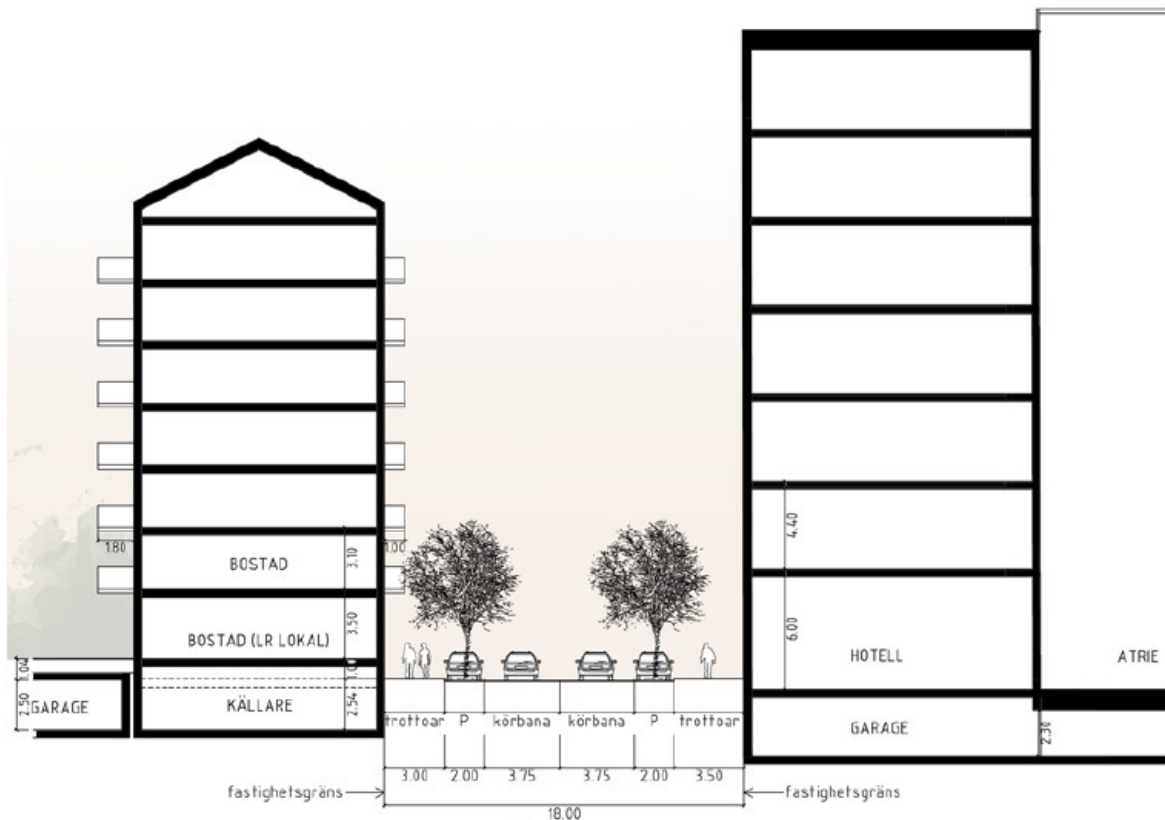 4.40
1.80
1.00
3.10
BOSTAD
3.50
6.00
BOSTAD (LR LOKAL)
HOTELL
ATRIE
1.04
1.00
2.50
GARAGE
KÄLLARE
2.54
trottoar P körbana körbana P trottoar
GARAGE
2.30
3.00 2.00 3.75 3.75 2.00 3.50
fastighetsgräns
fastighetsgräns
18.00